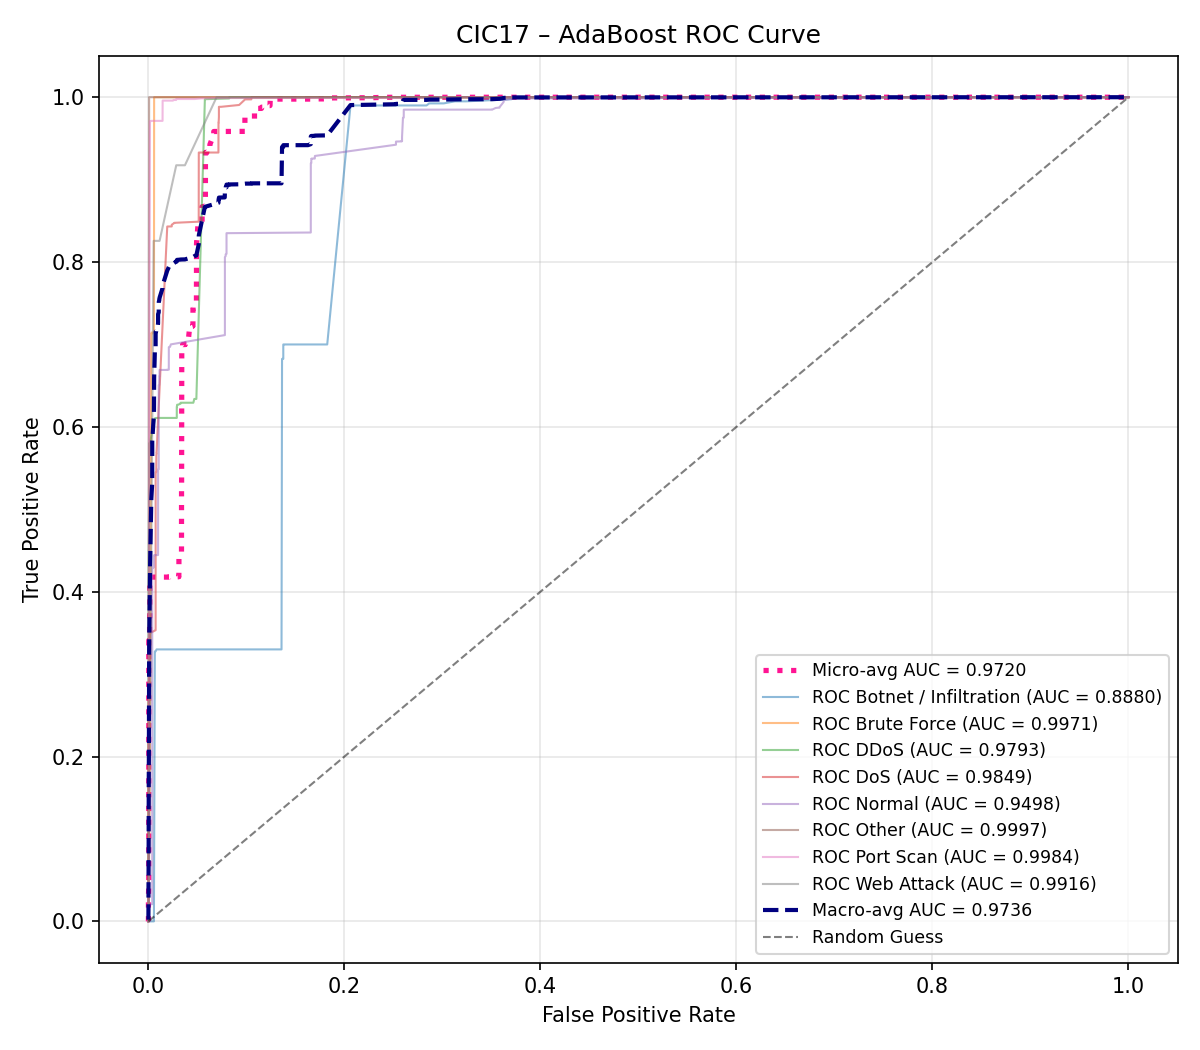 CIC17 – AdaBoost ROC Curve
1.0
0.8
0.6
0.4
0.2
0.0
True Positive Rate
Micro-avg AUC = 0.9720
ROC Botnet / Infiltration (AUC = 0.8880)
ROC Brute Force (AUC = 0.9971)
ROC DDoS (AUC = 0.9793)
ROC DoS (AUC = 0.9849)
ROC Normal (AUC = 0.9498)
ROC Other (AUC = 0.9997)
ROC Port Scan (AUC = 0.9984)
ROC Web Attack (AUC = 0.9916)
Macro-avg AUC = 0.9736
Random Guess
0.0 0.2 0.4 0.6 0.8 1.0
False Positive Rate